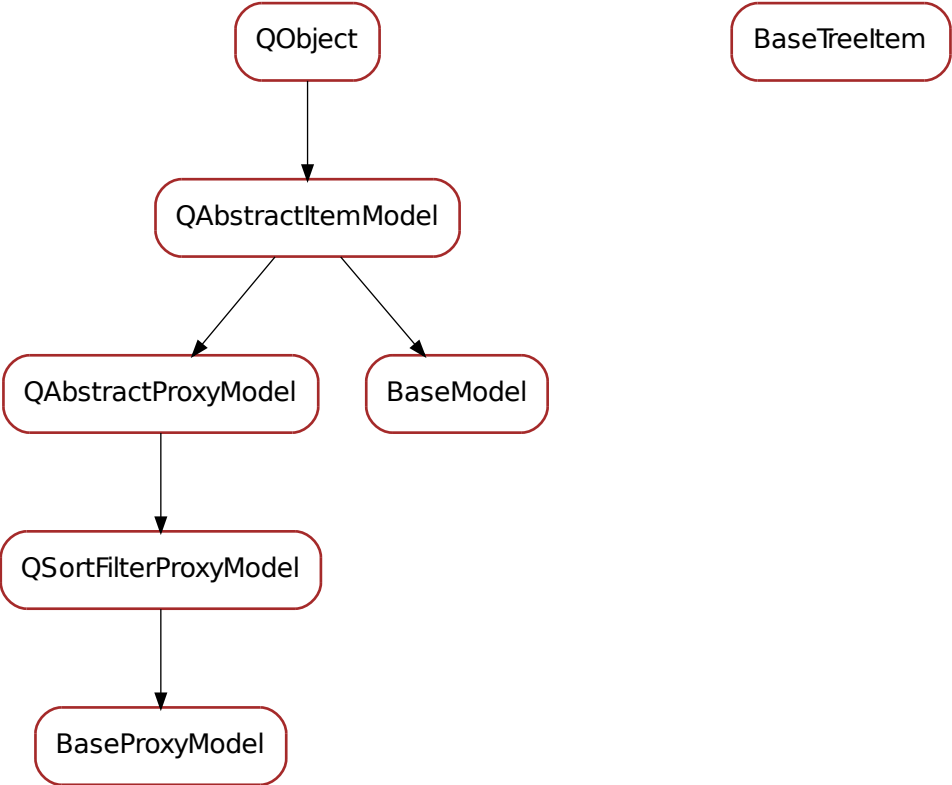 QObject
BaseTreeItem
QAbstractItemModel
QAbstractProxyModel
BaseModel
QSortFilterProxyModel
BaseProxyModel